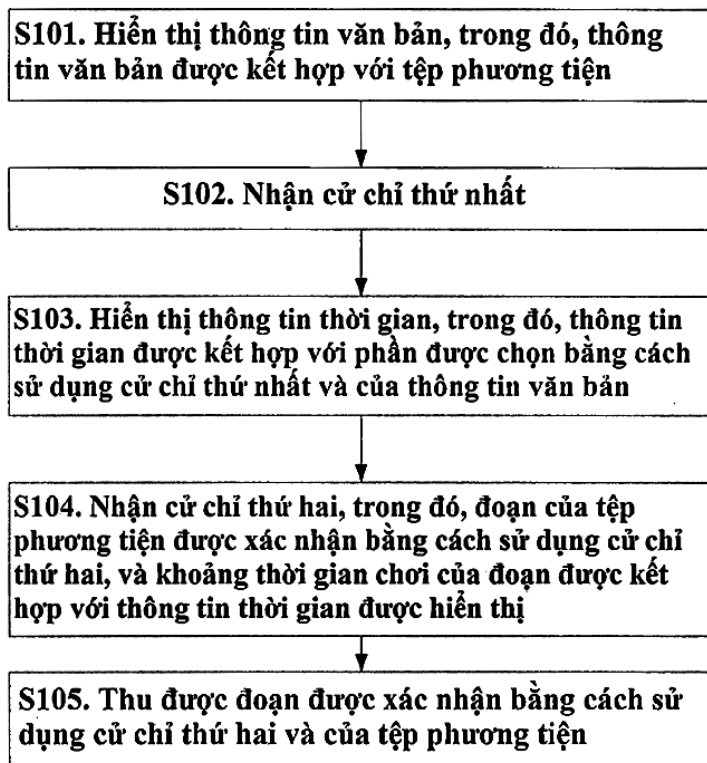 S101. Hiển thị thông tin văn bản, trong đó, thông
tin văn bản được kết hợp với tệp phương tiện
S102. Nhận cử chỉ thứ nhất
S103. Hiển thị thông tin thời gian, trong đó, thông tin
thời gian được kết hợp với phần được chọn bằng cách
sử dụng cử chỉ thứ nhất và của thông tin văn bản
S104. Nhận cử chỉ thứ hai, trong đó, đoạn của tệp
phương tiện được xác nhận bằng cách sử dụng cử chỉ
thứ hai, và khoảng thời gian chơi của đoạn được kết
hợp với thông tin thời gian được hiển thị
S105. Thu được đoạn được xác nhận bằng cách sử
dụng cử chỉ thứ hai và của tệp phương tiện